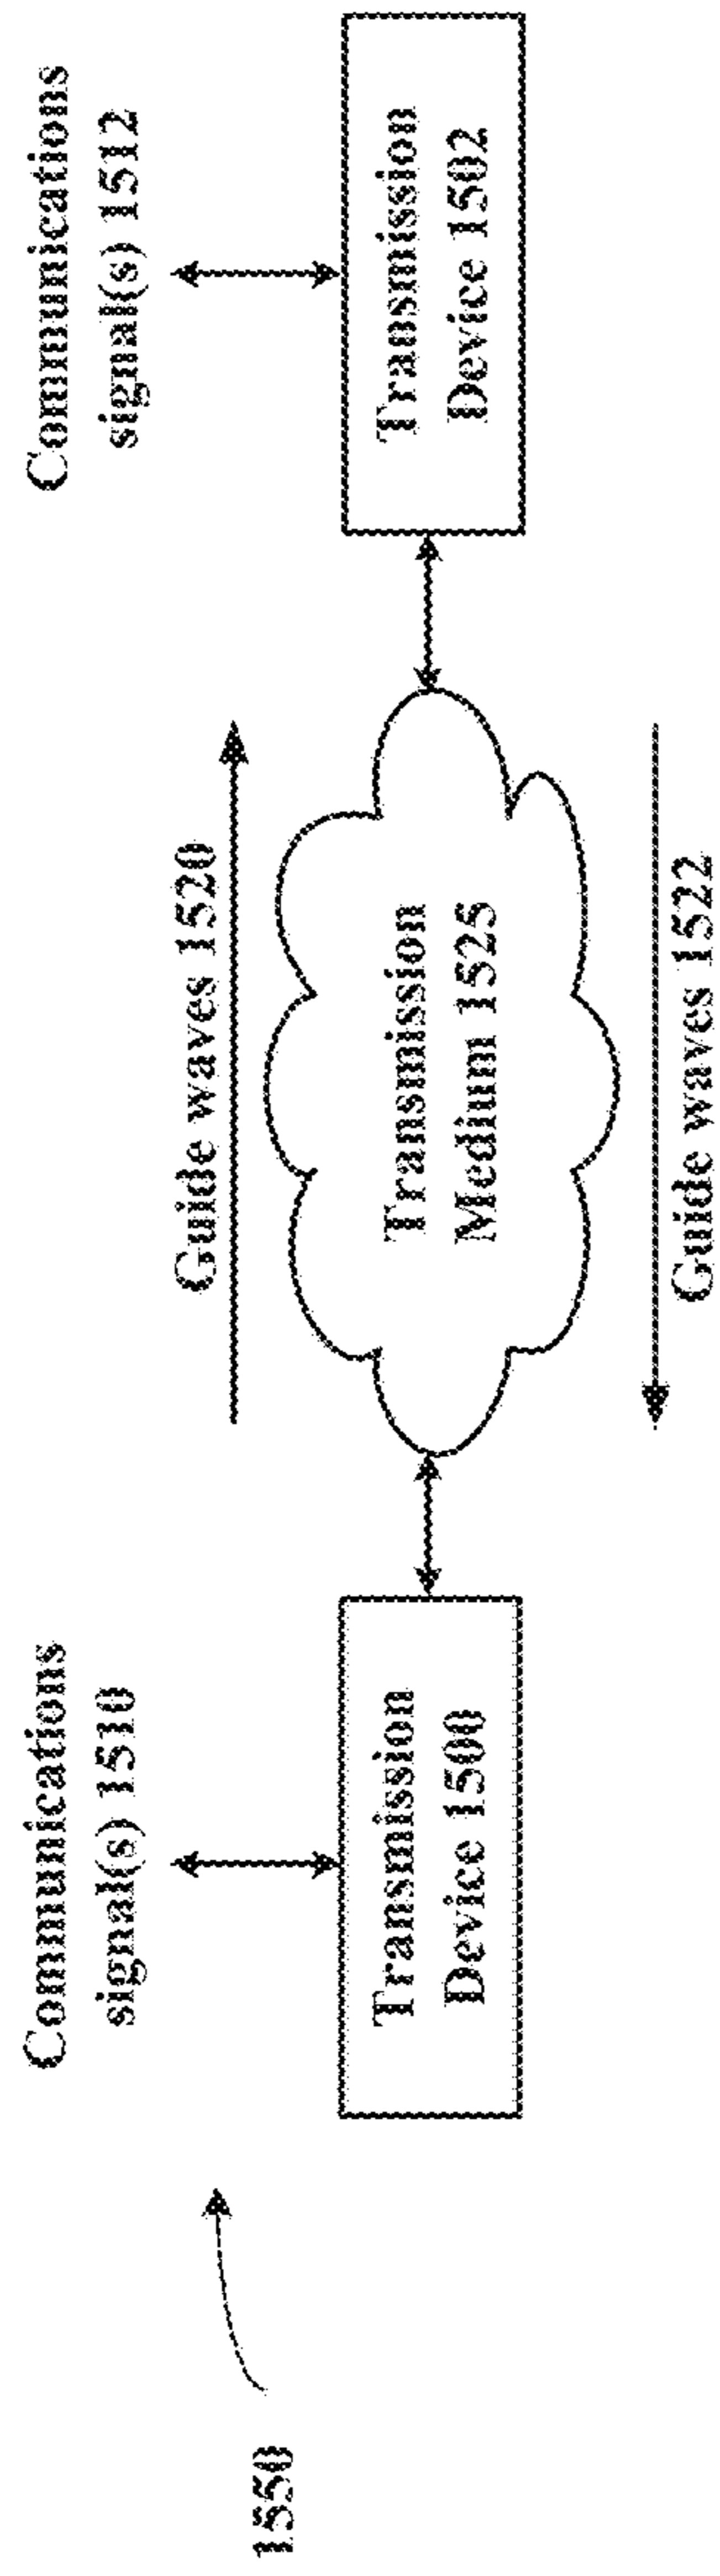 Communications
signal(s) 1510
Communications
signal(s) 1512
Guide waves 1520
Transmission
Device 1500
Transmission
Medium 1525
Transmission
Device 1502
Guide waves 1522
1550